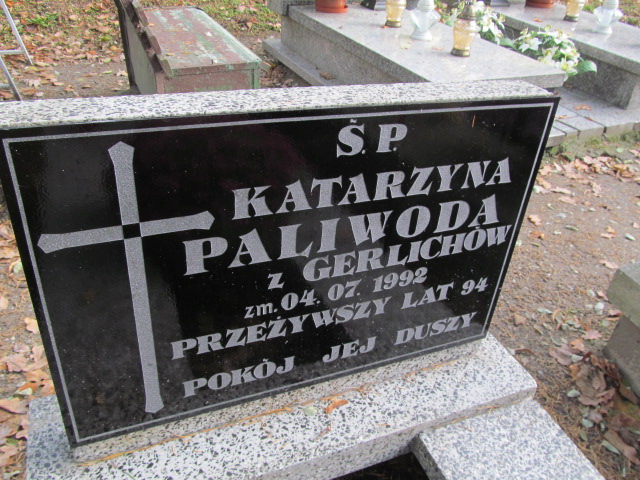 Ś.P.
KATARZYNA
PALIWODA
Z GERLICHÓW
zm. 04. 07. 1992
PRZEŻYWSZY LAT 94
POKÓJ JEJ DUSZY